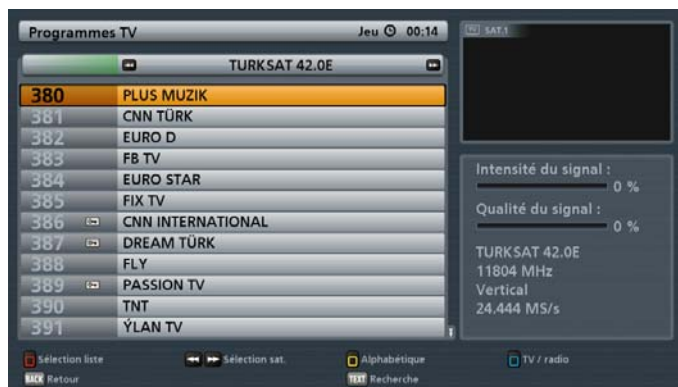 Programmes TV Jeu 00:14
TURKSAT 42.0E
380 PLUS MUZIK
381 CNN TÜRK
382 EURO D
383 FB TV
384 EURO STAR
385 FIX TV
386 CNN INTERNATIONAL
387 DREAM TÜRK
388 FLY
389 PASSION TV
390 TNT
391 ÝLAN TV
TV SAT.1
Intensité du signal :
0 %
Qualité du signal :
0 %
TURKSAT 42.0E
11804 MHz
Vertical
24.444 MS/s
Sélection liste Sélection sat. Alphabétique TV / radio
BACK Retour TEXT Recherche